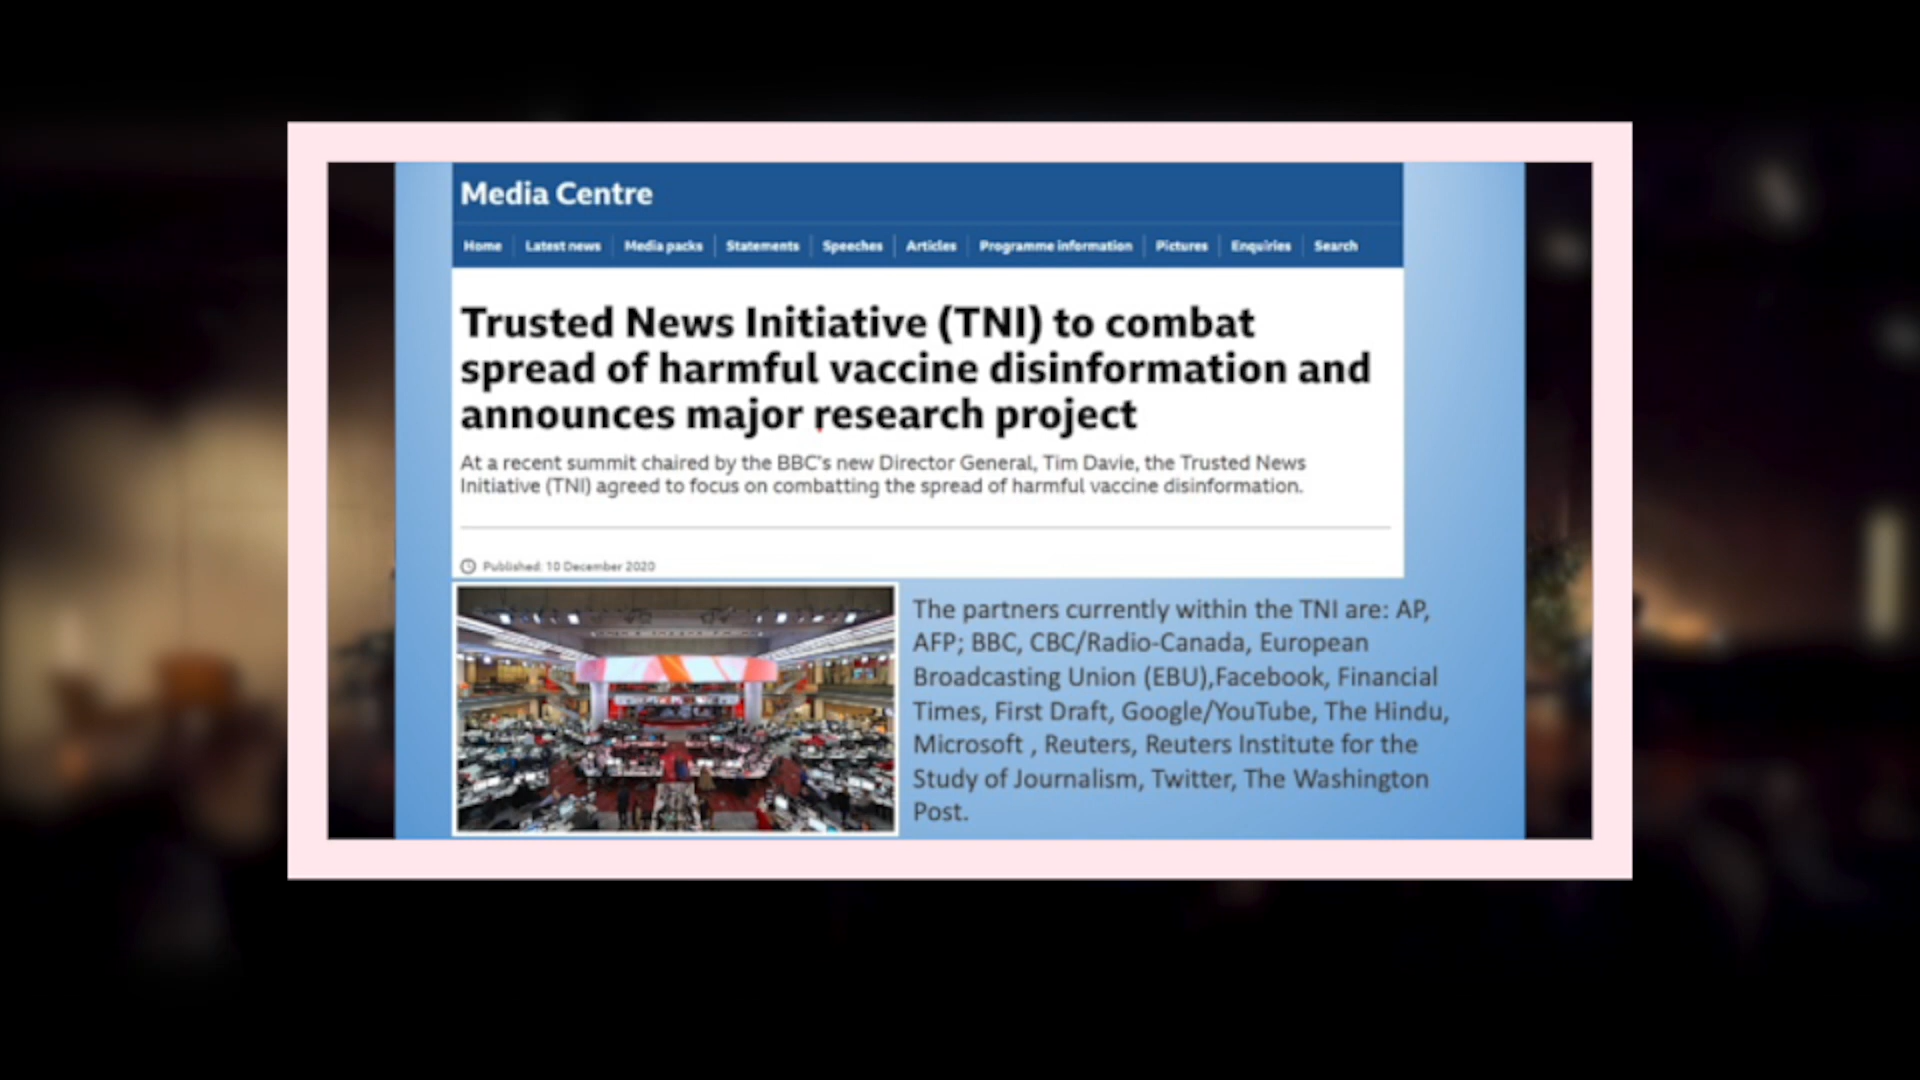 Media Centre
Home Latest news Media packs Statements Speeches Articles Programme information Pictures Enquiries Search
Trusted News Initiative (TNI) to combat
spread of harmful vaccine disinformation and
announces major research project
At a recent summit chaired by the BBC's new Director General, Tim Davie, the Trusted News
Initiative (TNI) agreed to focus on combatting the spread of harmful vaccine disinformation.
Published: 10 December 2020
The partners currently within the TNI are: AP,
AFP; BBC, CBC/Radio-Canada, European
Broadcasting Union (EBU),Facebook, Financial
Times, First Draft, Google/YouTube, The Hindu,
Microsoft , Reuters, Reuters Institute for the
Study of Journalism, Twitter, The Washington
Post.